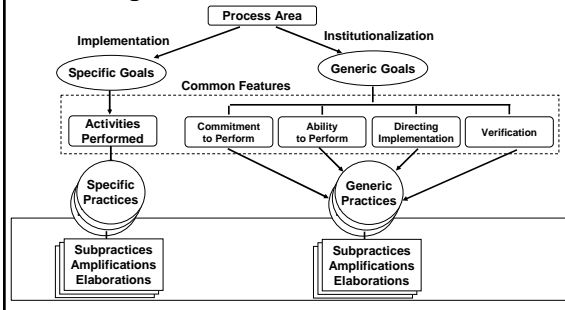 Process Area
Implementation
Institutionalization
Specific Goals
Generic Goals
Common Features
Activities
Performed
Commitment
to Perform
Ability
to Perform
Directing
Implementation
Verification
Specific
Practices
Generic
Practices
Subpractices
Amplifications
Elaborations
Subpractices
Amplifications
Elaborations